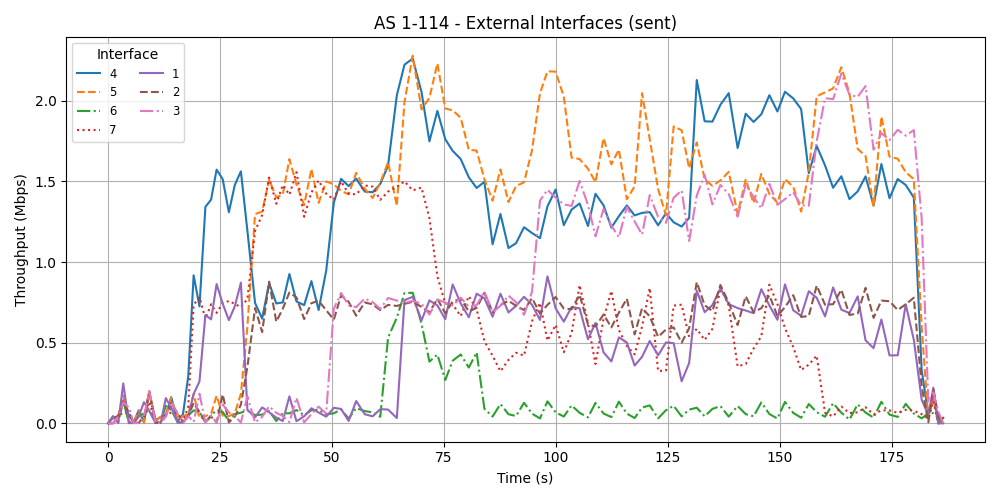 AS 1-114 - External Interfaces (sent)
Interface
4 1
5 2
6 3
7
Throughput (Mbps)
2.0
1.5
1.0
0.5
0.0
0 25 50 75 100 125 150 175
Time (s)